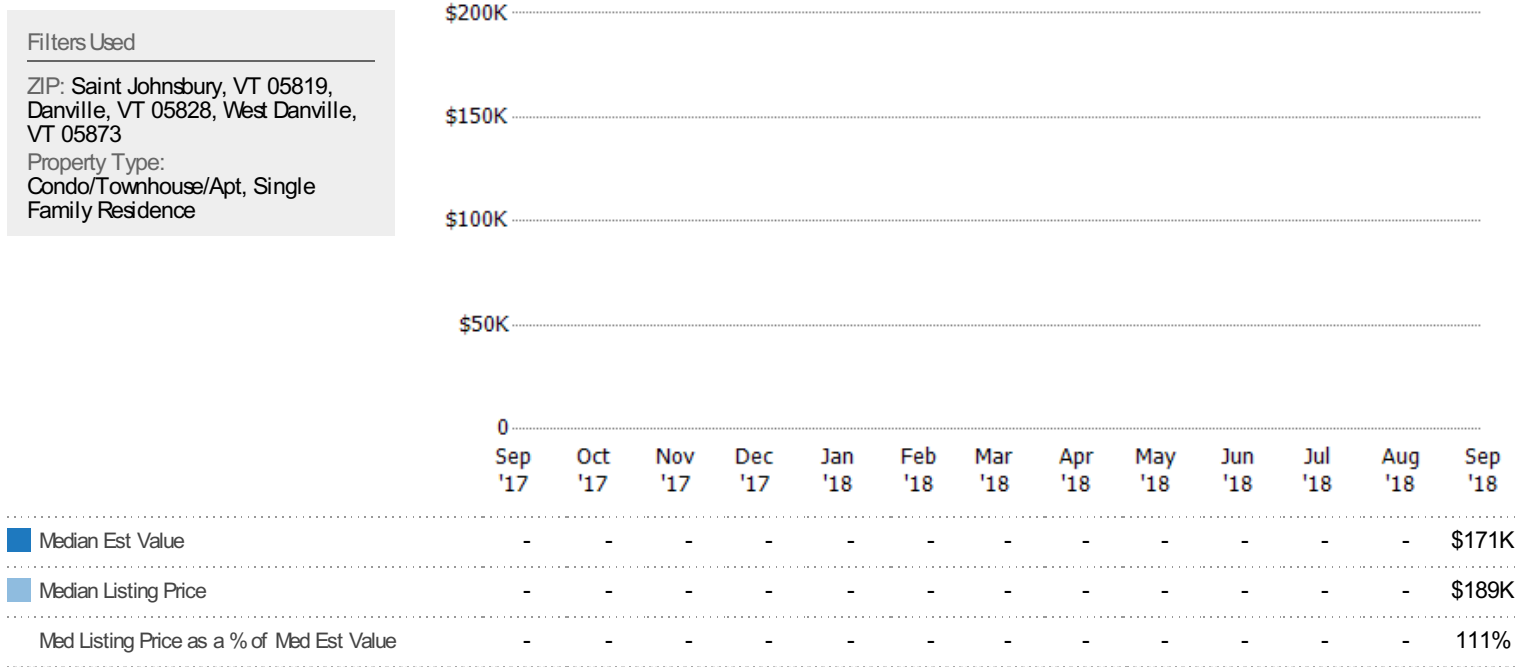 Filters Used
ZIP: Saint Johnsbury, VT 05819,
Danville, VT 05828, West Danville,
VT 05873
Property Type:
Condo/Townhouse/Apt, Single
Family Residence
$200K
$150K
$100K
$50K
0
Sep Oct Nov Dec Jan Feb Mar Apr May Jun Jul Aug Sep
'17 '17 '17 '17 '18 '18 '18 '18 '18 '18 '18 '18 '18
Median Est Value - - - - - - - - - - - - $171K
Median Listing Price - - - - - - - - - - - - $189K
Med Listing Price as a % of Med Est Value - - - - - - - - - - - - 111%